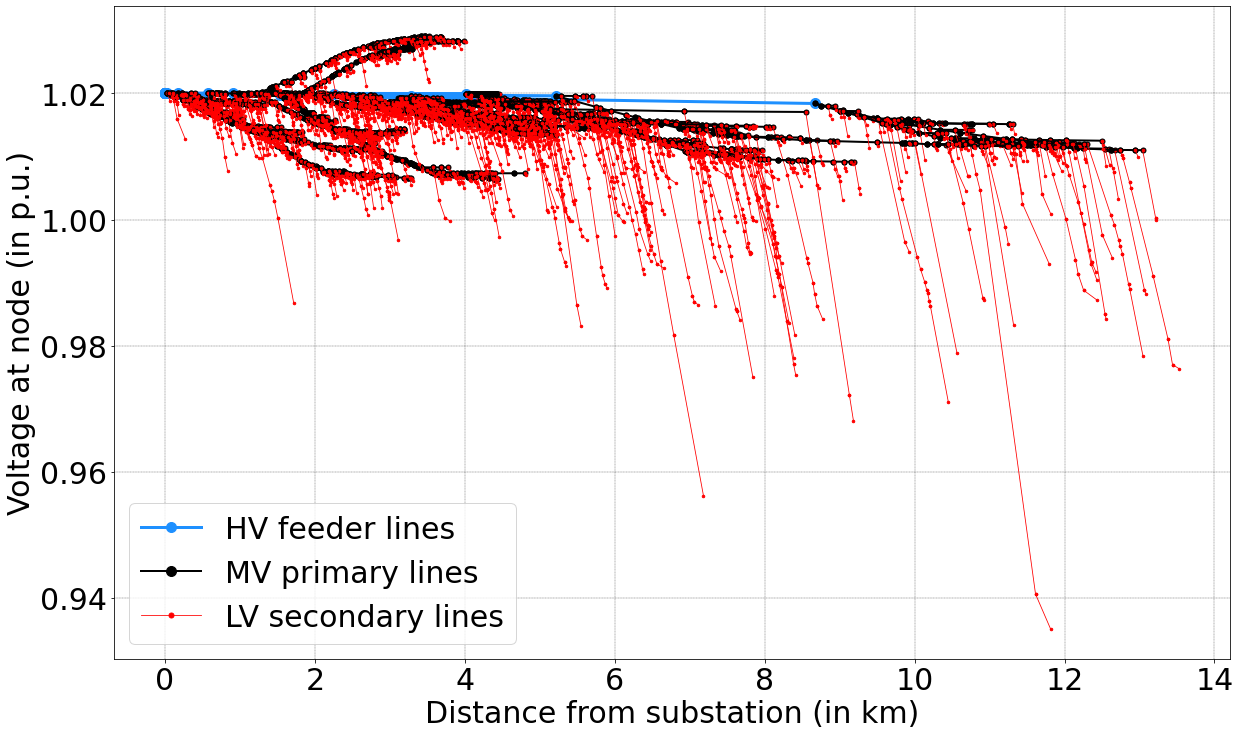 Voltage at node (in p.u.)
1.02
1.00
0.98
0.96
0.94
HV feeder lines
MV primary lines
LV secondary lines
0 2 4 6 8 10 12 14
Distance from substation (in km)